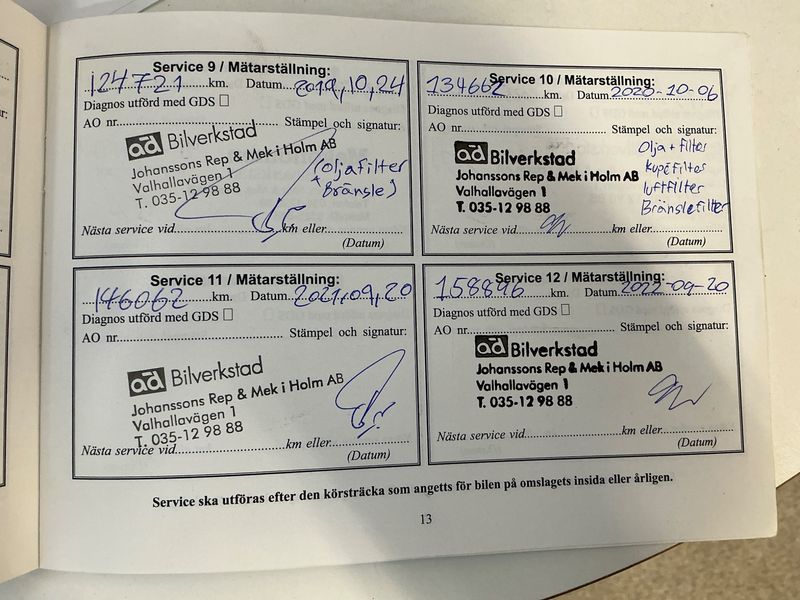 Service 9 / Mätarställning:
124721 km. Datum 2019,10,24
Diagnos utförd med GDS
AO nr. Stämpel och signatur:
ad Bilverkstad
Johanssons Rep & Mek i Holm AB
Valhallavägen 1
T. 035-12 98 88
(oljafilter
+ Bränsle)
Nästa service vid km eller
(Datum)
Service 10 / Mätarställning:
134662 km. Datum 2020-10-06
Diagnos utförd med GDS
AO nr. Stämpel och signatur:
ad Bilverkstad
Johanssons Rep & Mek i Holm AB
Valhallavägen 1
T. 035-12 98 88
Olja + filter
Kupéfilter
luftfilter
Bränslefilter
Nästa service vid km eller
(Datum)
Service 11 / Mätarställning:
146062 km. Datum 2021,09,20
Diagnos utförd med GDS
AO nr. Stämpel och signatur:
ad Bilverkstad
Johanssons Rep & Mek i Holm AB
Valhallavägen 1
T. 035-12 98 88
Nästa service vid km eller
(Datum)
Service 12 / Mätarställning:
158896 km. Datum 2022-09-20
Diagnos utförd med GDS
AO nr. Stämpel och signatur:
ad Bilverkstad
Johanssons Rep & Mek i Holm AB
Valhallavägen 1
T. 035-12 98 88
Nästa service vid km eller
(Datum)
Service ska utföras efter den körsträcka som angetts för bilen på omslagets insida eller årligen.
13